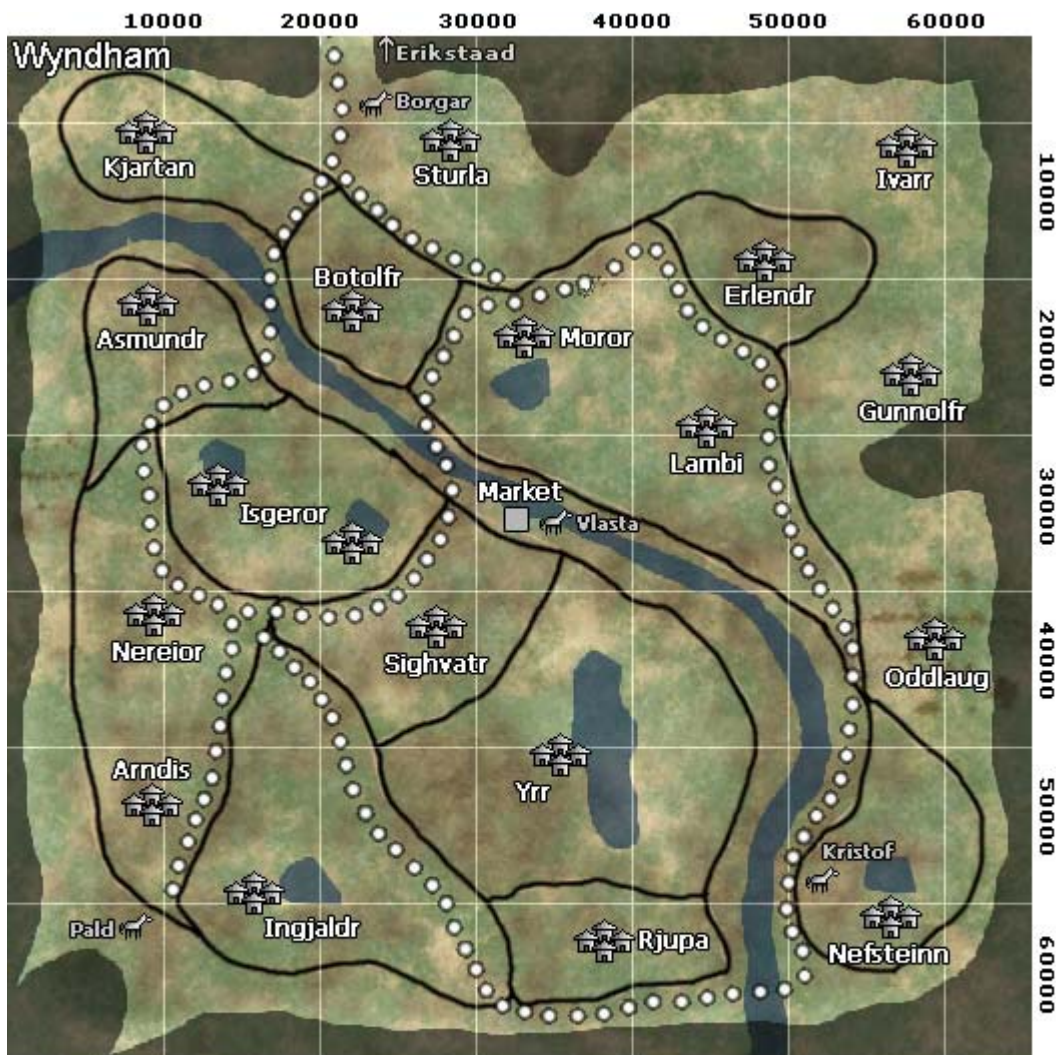 10000 20000 30000 40000 50000 60000
Wyndham
Erikstaad
Borgar
Kjartan
Sturla
Ivarr
10000
Botolfr
Erlendr
Asmundr
Moror
20000
Gunnolfr
Lambi
Isgeror
Market
Vlasta
30000
Nereior
Sighvatr
Oddlaug
40000
Arndis
Yrr
50000
Kristof
Pald
Ingjaldr
Rjupa
Nefsteinn
60000